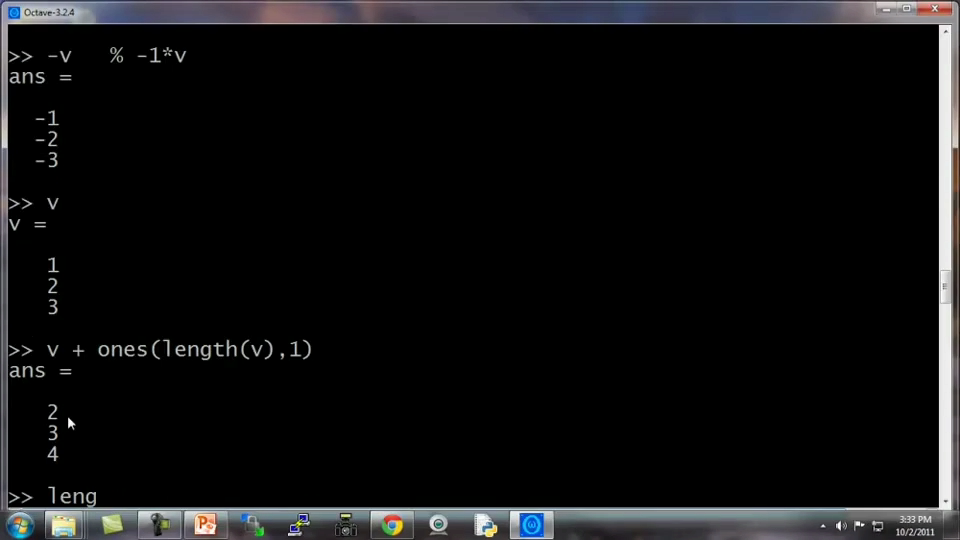 Octave-3.2.4
>> -v   % -1*v
ans =
-1
-2
-3
>> v
v =
1
2
3
>> v + ones(length(v),1)
ans =
2
3
4
>> leng
3:33 PM
10/2/2011